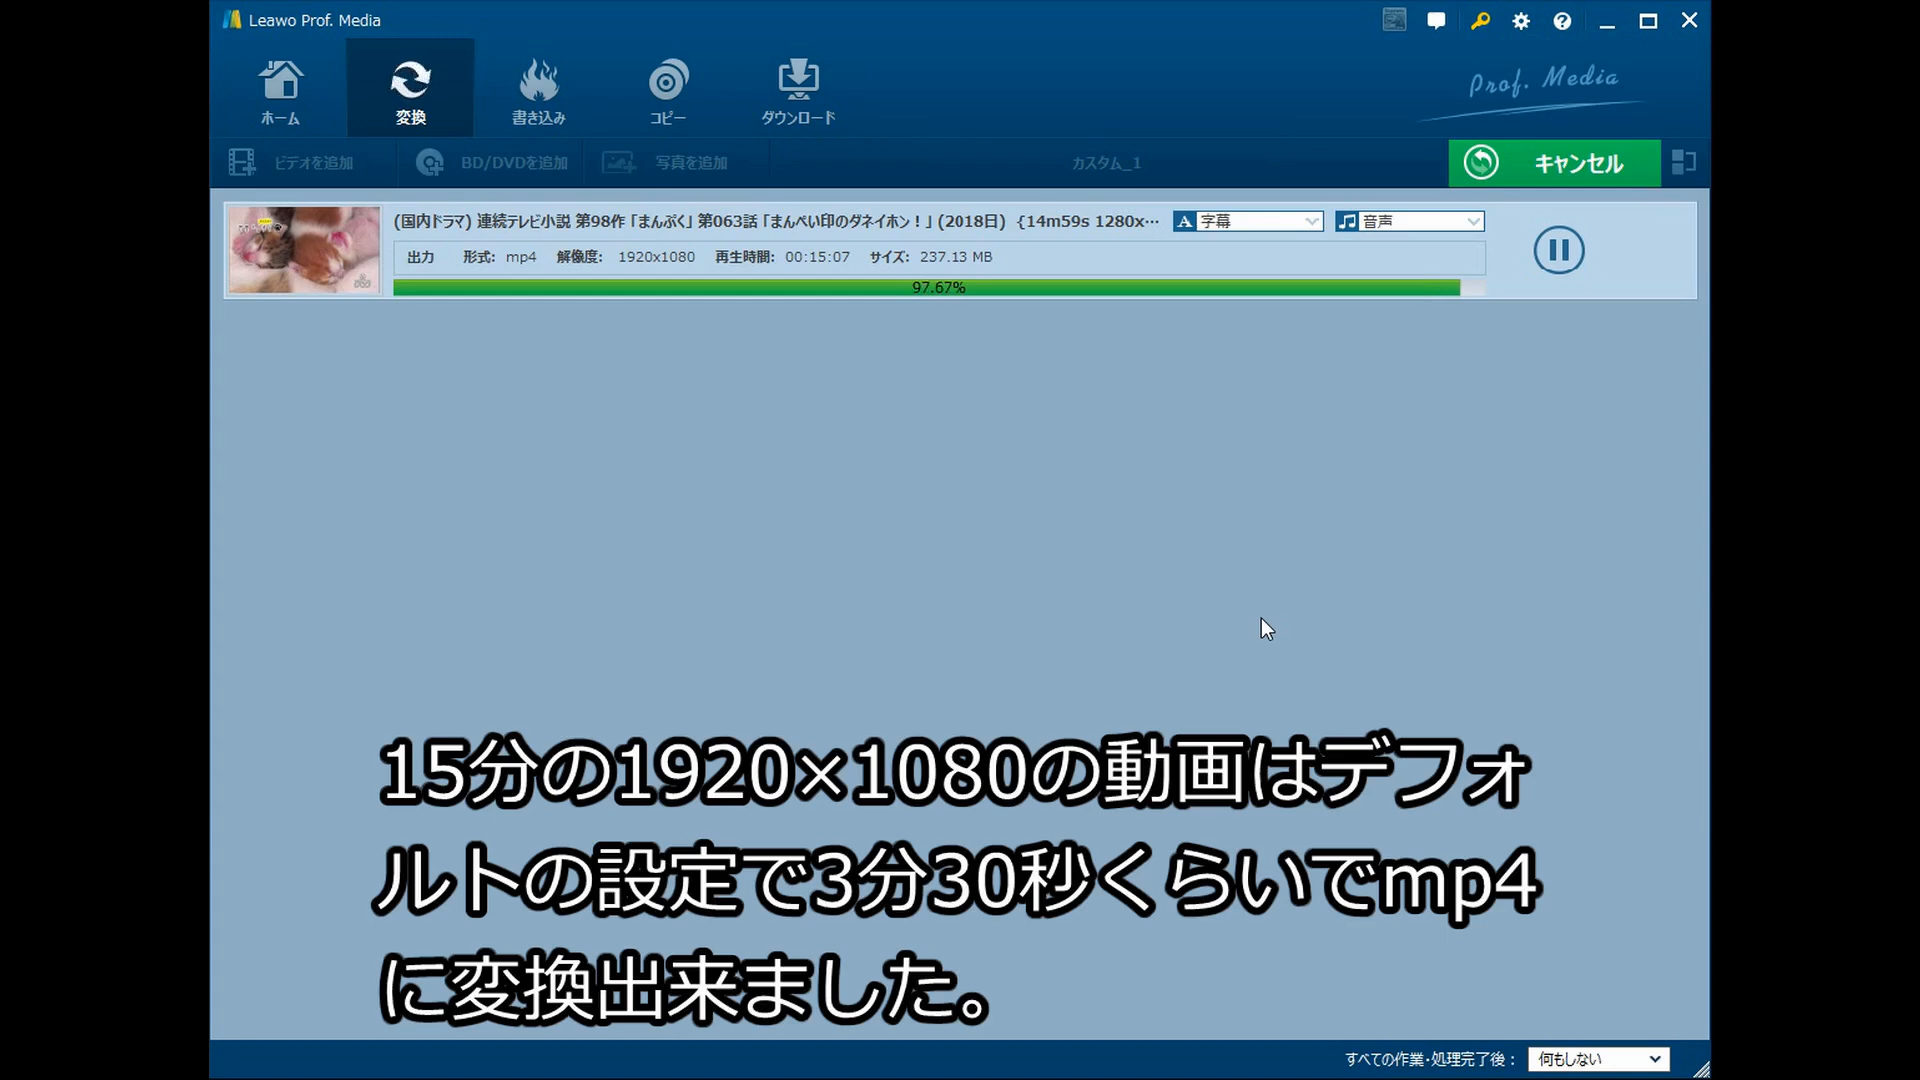 Leawo Prof. Media
Prof. Media
ホーム
変換
書き込み
コピー
ダウンロード
ビデオを追加
BD/DVDを追加
写真を追加
カスタム_1
キャンセル
(国内ドラマ) 連続テレビ小説 第98作 「まんぷく」 第063話 「まんぺい印のダネイホン！」 (2018日) {14m59s 1280x…
字幕
音声
出力 形式: mp4 解像度: 1920x1080 再生時間: 00:15:07 サイズ: 237.13 MB
97.67%
15分の1920×1080の動画はデフォ
ルトの設定で3分30秒くらいでmp4
に変換出来ました。
すべての作業・処理完了後： 何もしない